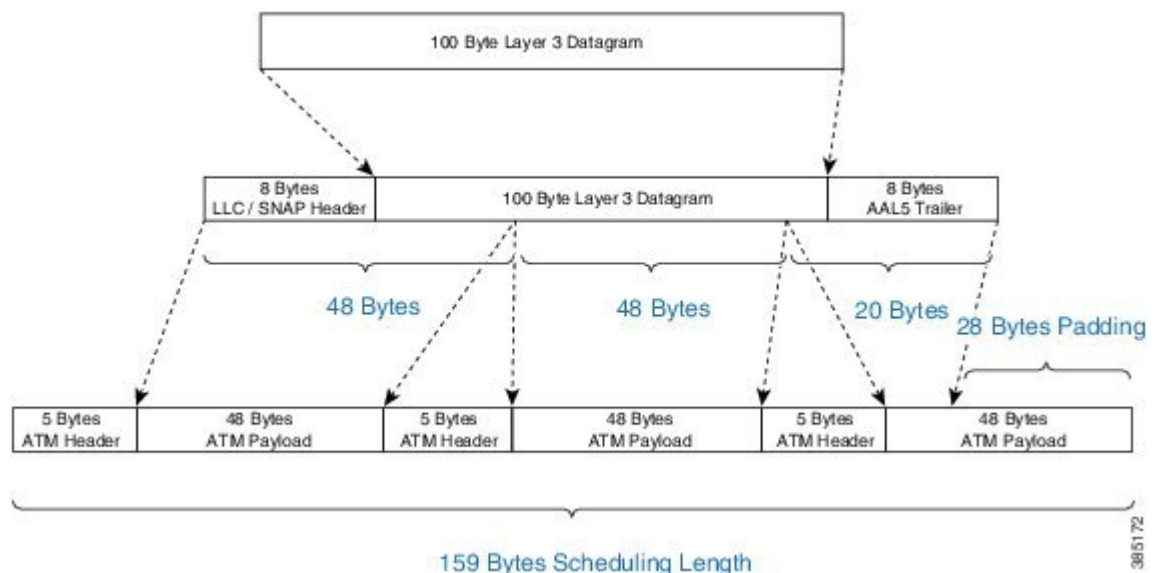 100 Byte Layer 3 Datagram
8 Bytes
LLC / SNAP Header
100 Byte Layer 3 Datagram
8 Bytes
AAL5 Trailer
48 Bytes
48 Bytes
20 Bytes
28 Bytes Padding
5 Bytes
ATM Header
48 Bytes
ATM Payload
5 Bytes
ATM Header
48 Bytes
ATM Payload
5 Bytes
ATM Header
48 Bytes
ATM Payload
159 Bytes Scheduling Length
385172